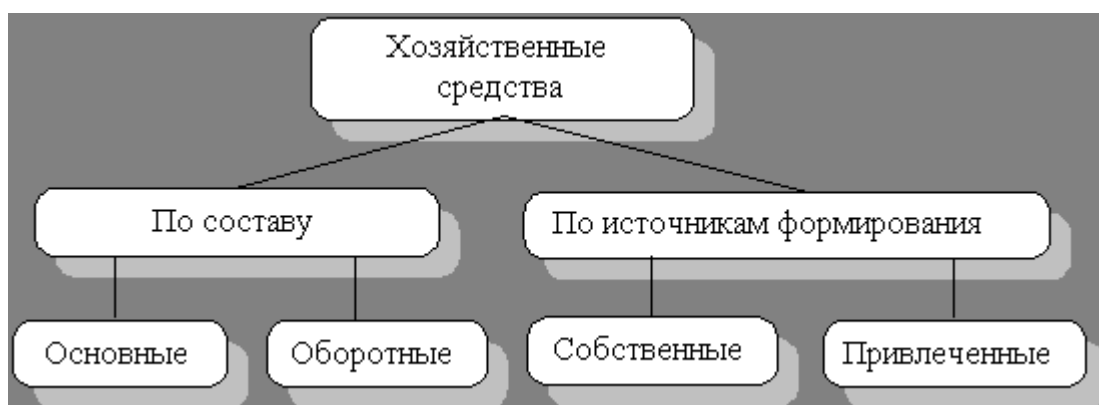 Хозяйственные
средства
По составу
По источникам формирования
Основные
Оборотные
Собственные
Привлеченные